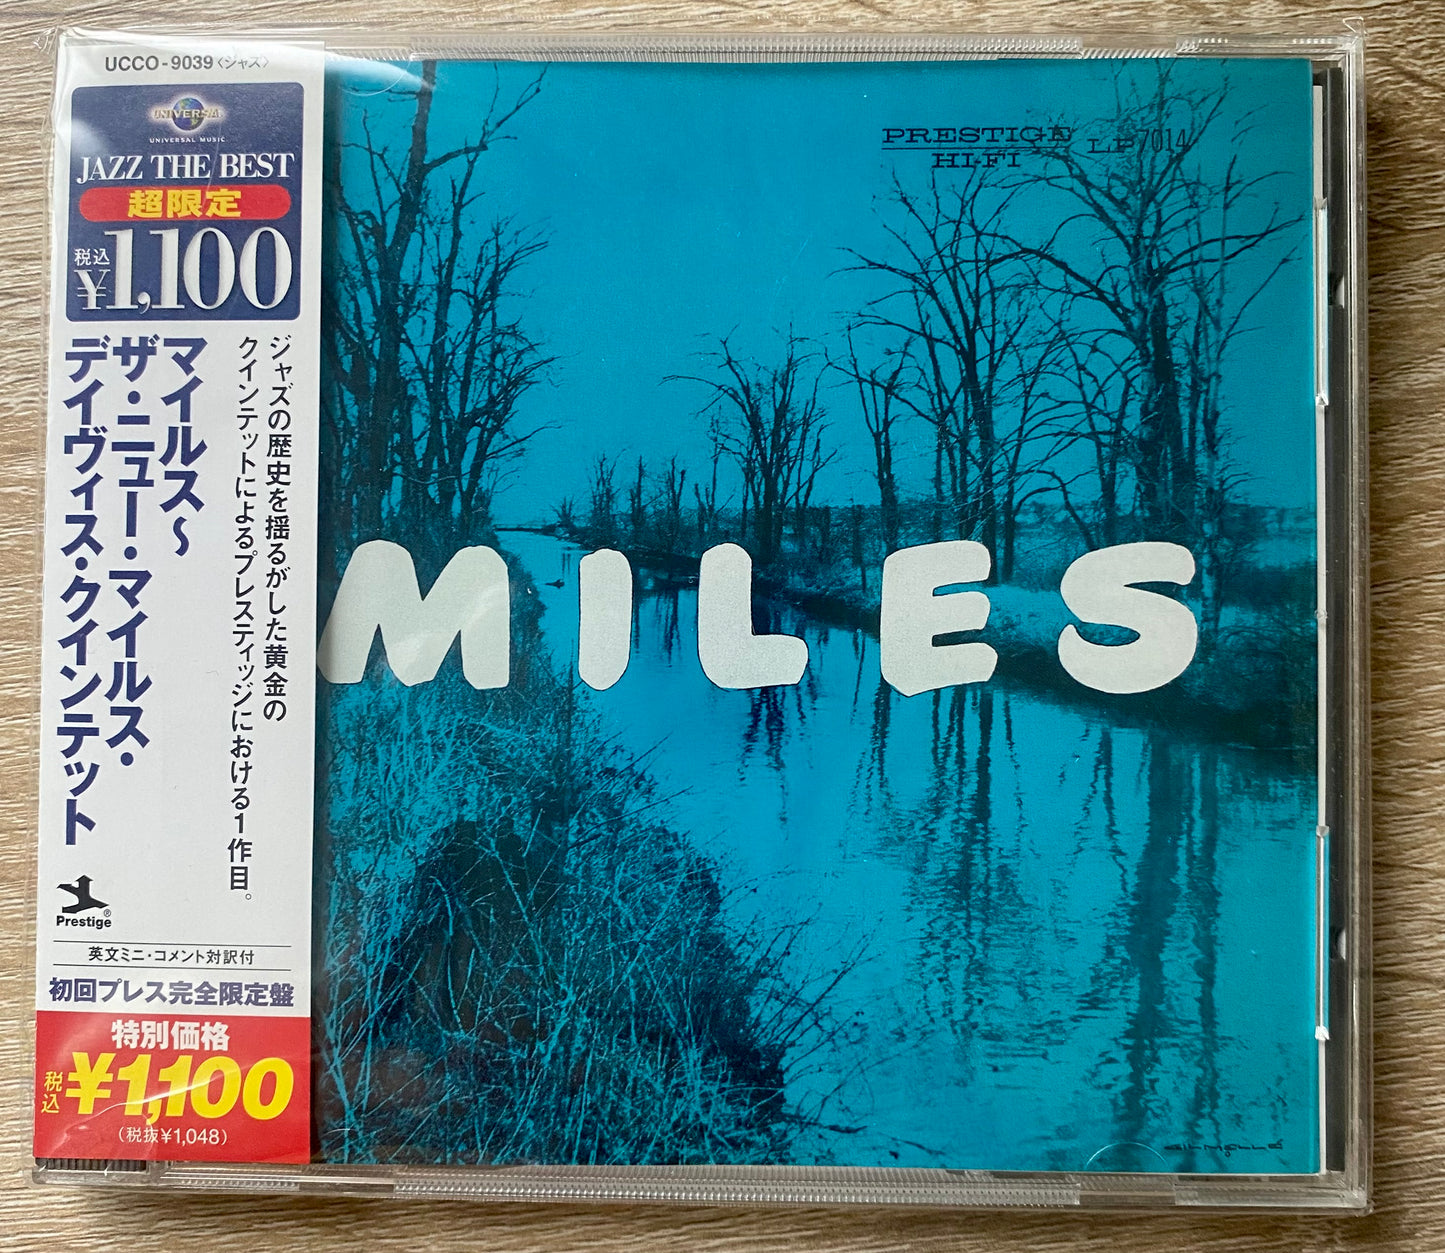 UCCO-9039〈ジャズ〉
UNIVERSAL
UNIVERSAL MUSIC
JAZZ THE BEST
超限定
税込
¥1,100
ジャズの歴史を揺るがした黄金の
クインテットによるプレスティッジにおける1作目。
マイルス〜
ザ・ニュー・マイルス・
デイヴィス・クインテット
Prestige®
英文ミニ・コメント対訳付
初回プレス完全限定盤
特別価格
税込¥1,100
(税抜¥1,048)
PRESTIGE LP 7014
HI-FI
MILES